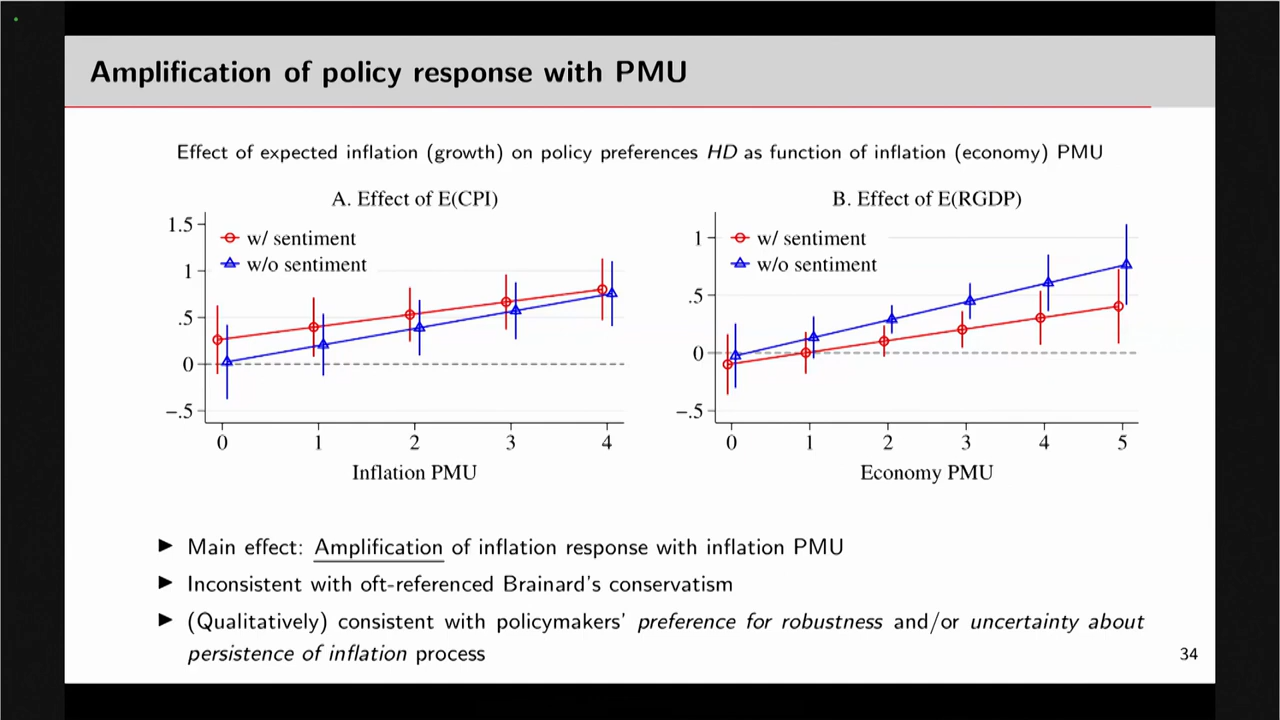 Amplification of policy response with PMU
Effect of expected inflation (growth) on policy preferences HD as function of inflation (economy) PMU
A. Effect of E(CPI)
1.5
1
.5
0
−.5
w/ sentiment
w/o sentiment
0 1 2 3 4
Inflation PMU
B. Effect of E(RGDP)
1
.5
0
−.5
w/ sentiment
w/o sentiment
0 1 2 3 4 5
Economy PMU
▶ Main effect: Amplification of inflation response with inflation PMU
▶ Inconsistent with oft-referenced Brainard's conservatism
▶ (Qualitatively) consistent with policymakers' preference for robustness and/or uncertainty about
persistence of inflation process
34